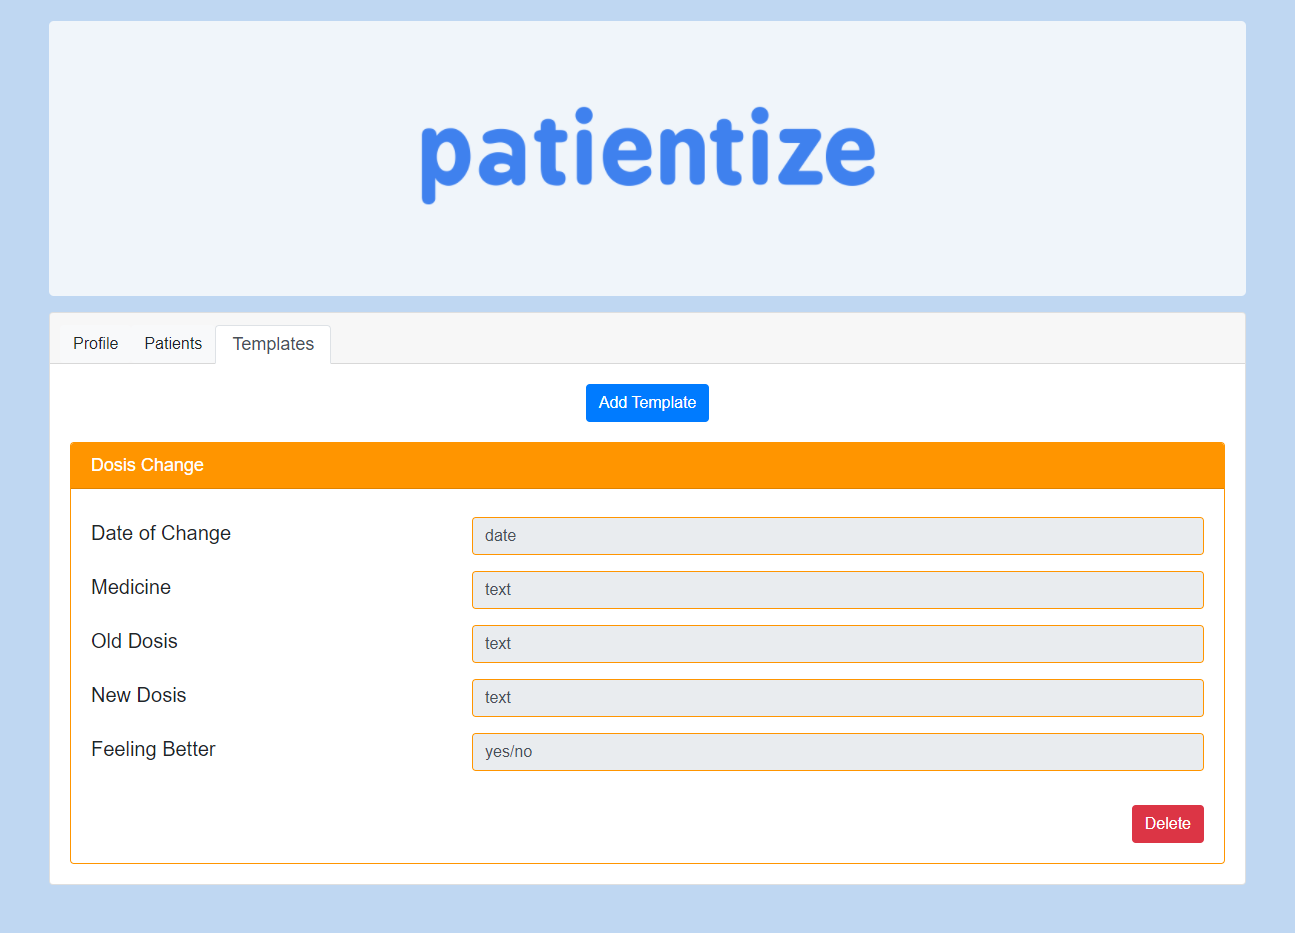 patientize
Profile Patients Templates
Add Template
Dosis Change
Date of Change date
Medicine text
Old Dosis text
New Dosis text
Feeling Better yes/no
Delete